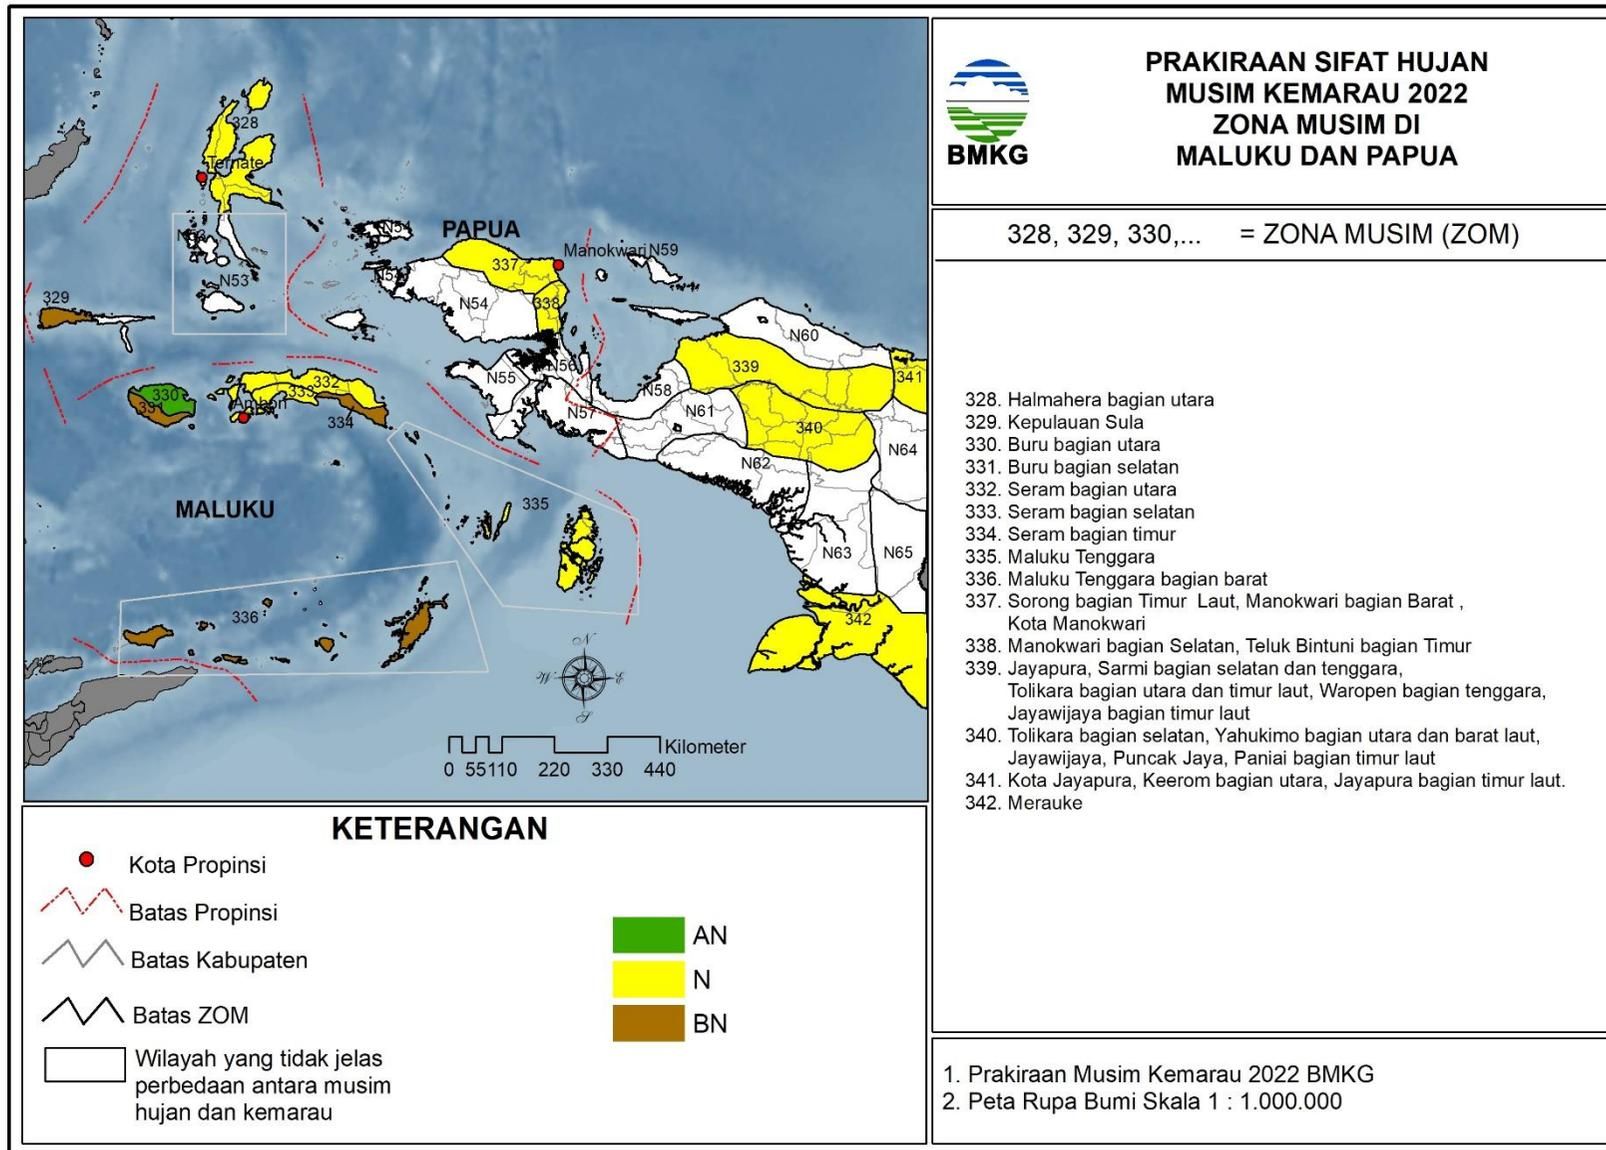 328
Ternate
N53
N53
N54
PAPUA
Manokwari
N59
337
N54
338
N54
329
N60
339
341
N55
N56
N58
330
331
332
333
Ambon
334
N57
N61
340
N64
N62
MALUKU
335
N63
N65
336
342
N
W
E
S
Kilometer
0 55110 220 330 440
BMKG
PRAKIRAAN SIFAT HUJAN
MUSIM KEMARAU 2022
ZONA MUSIM DI
MALUKU DAN PAPUA
328, 329, 330,... = ZONA MUSIM (ZOM)
328. Halmahera bagian utara
329. Kepulauan Sula
330. Buru bagian utara
331. Buru bagian selatan
332. Seram bagian utara
333. Seram bagian selatan
334. Seram bagian timur
335. Maluku Tenggara
336. Maluku Tenggara bagian barat
337. Sorong bagian Timur Laut, Manokwari bagian Barat ,
Kota Manokwari
338. Manokwari bagian Selatan, Teluk Bintuni bagian Timur
339. Jayapura, Sarmi bagian selatan dan tenggara,
Tolikara bagian utara dan timur laut, Waropen bagian tenggara,
Jayawijaya bagian timur laut
340. Tolikara bagian selatan, Yahukimo bagian utara dan barat laut,
Jayawijaya, Puncak Jaya, Paniai bagian timur laut
341. Kota Jayapura, Keerom bagian utara, Jayapura bagian timur laut.
342. Merauke
KETERANGAN
Kota Propinsi
Batas Propinsi
Batas Kabupaten
Batas ZOM
Wilayah yang tidak jelas
perbedaan antara musim
hujan dan kemarau
AN
N
BN
1. Prakiraan Musim Kemarau 2022 BMKG
2. Peta Rupa Bumi Skala 1 : 1.000.000